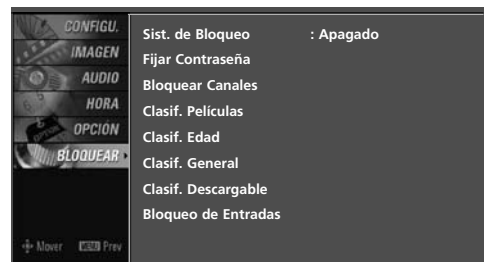 CONFIGU.
IMAGEN
AUDIO
HORA
OPCIÓN
BLOQUEAR
Mover MENU Prev
Sist. de Bloqueo : Apagado
Fijar Contraseña
Bloquear Canales
Clasif. Películas
Clasif. Edad
Clasif. General
Clasif. Descargable
Bloqueo de Entradas